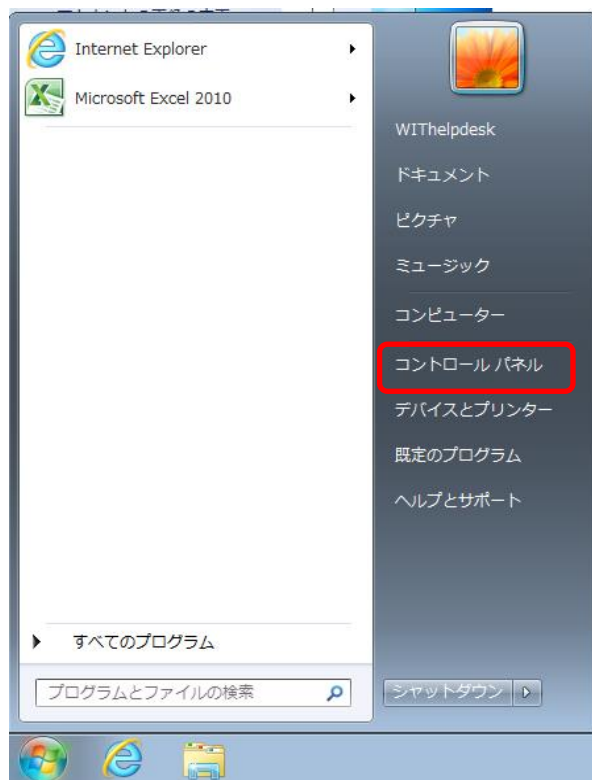 Internet Explorer
Microsoft Excel 2010
すべてのプログラム
プログラムとファイルの検索
WIThelpdesk
ドキュメント
ピクチャ
ミュージック
コンピューター
コントロール パネル
デバイスとプリンター
既定のプログラム
ヘルプとサポート
シャットダウン